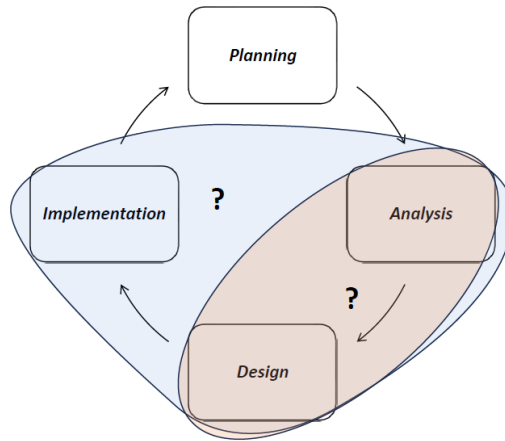 Planning
Implementation
?
Analysis
?
Design